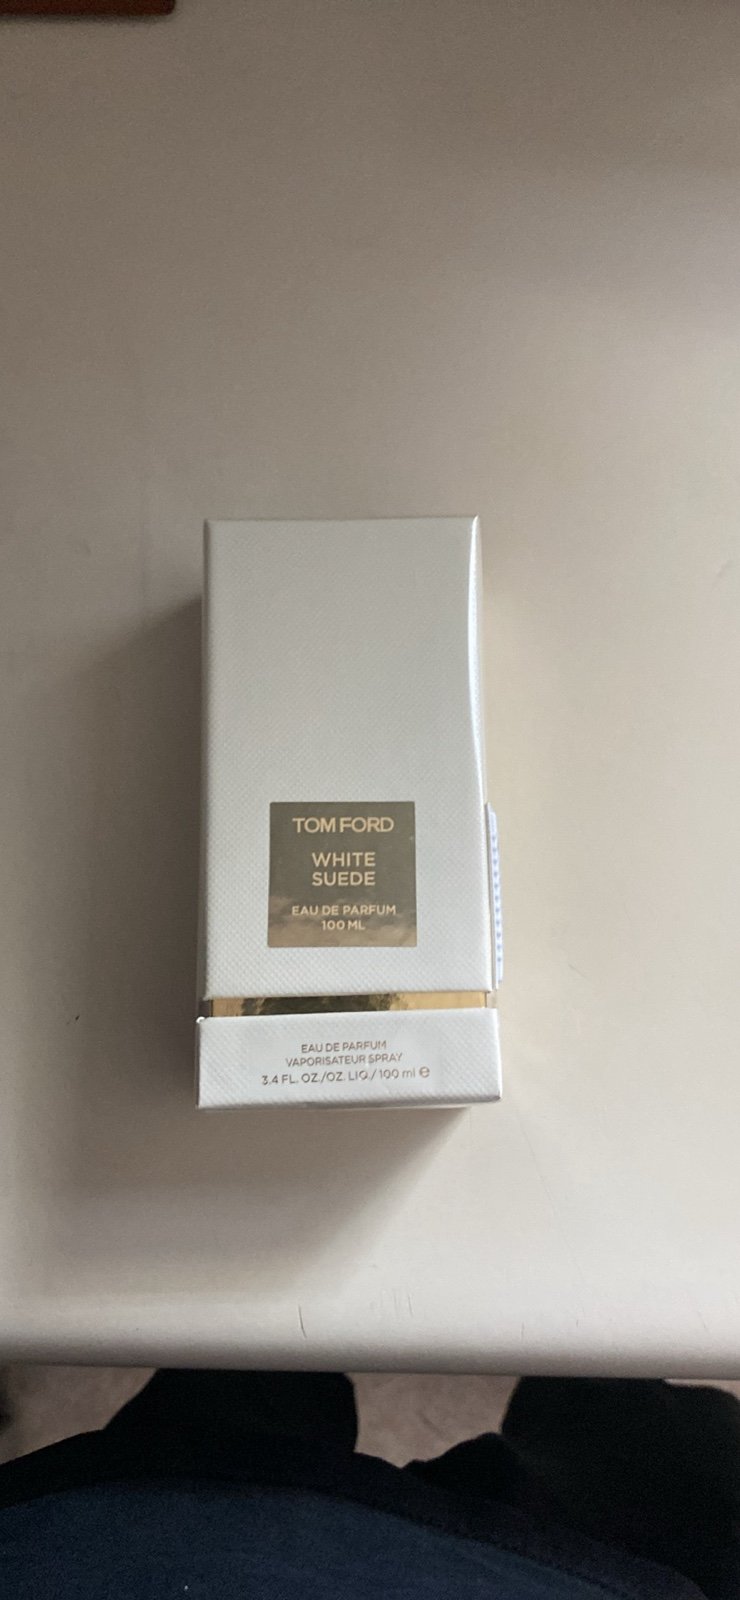 TOM FORD
WHITE
SUEDE
EAU DE PARFUM
100 ML
EAU DE PARFUM
VAPORISATEUR SPRAY
3.4 FL. OZ./OZ. LIQ./100 ml ℮